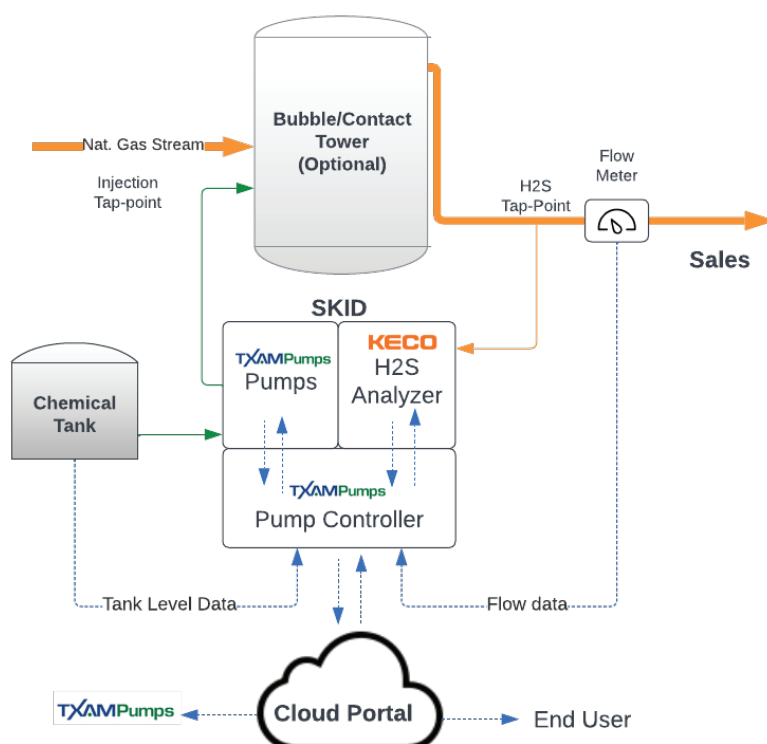 Bubble/Contact
Tower
(Optional)
Nat. Gas Stream
Injection
Tap-point
H2S
Tap-Point
Flow
Meter
Sales
SKID
TXAMPumps
Pumps
KECO
H2S
Analyzer
Chemical
Tank
TXAMPumps
Pump Controller
Tank Level Data
Flow data
TXAMPumps
Cloud Portal
End User